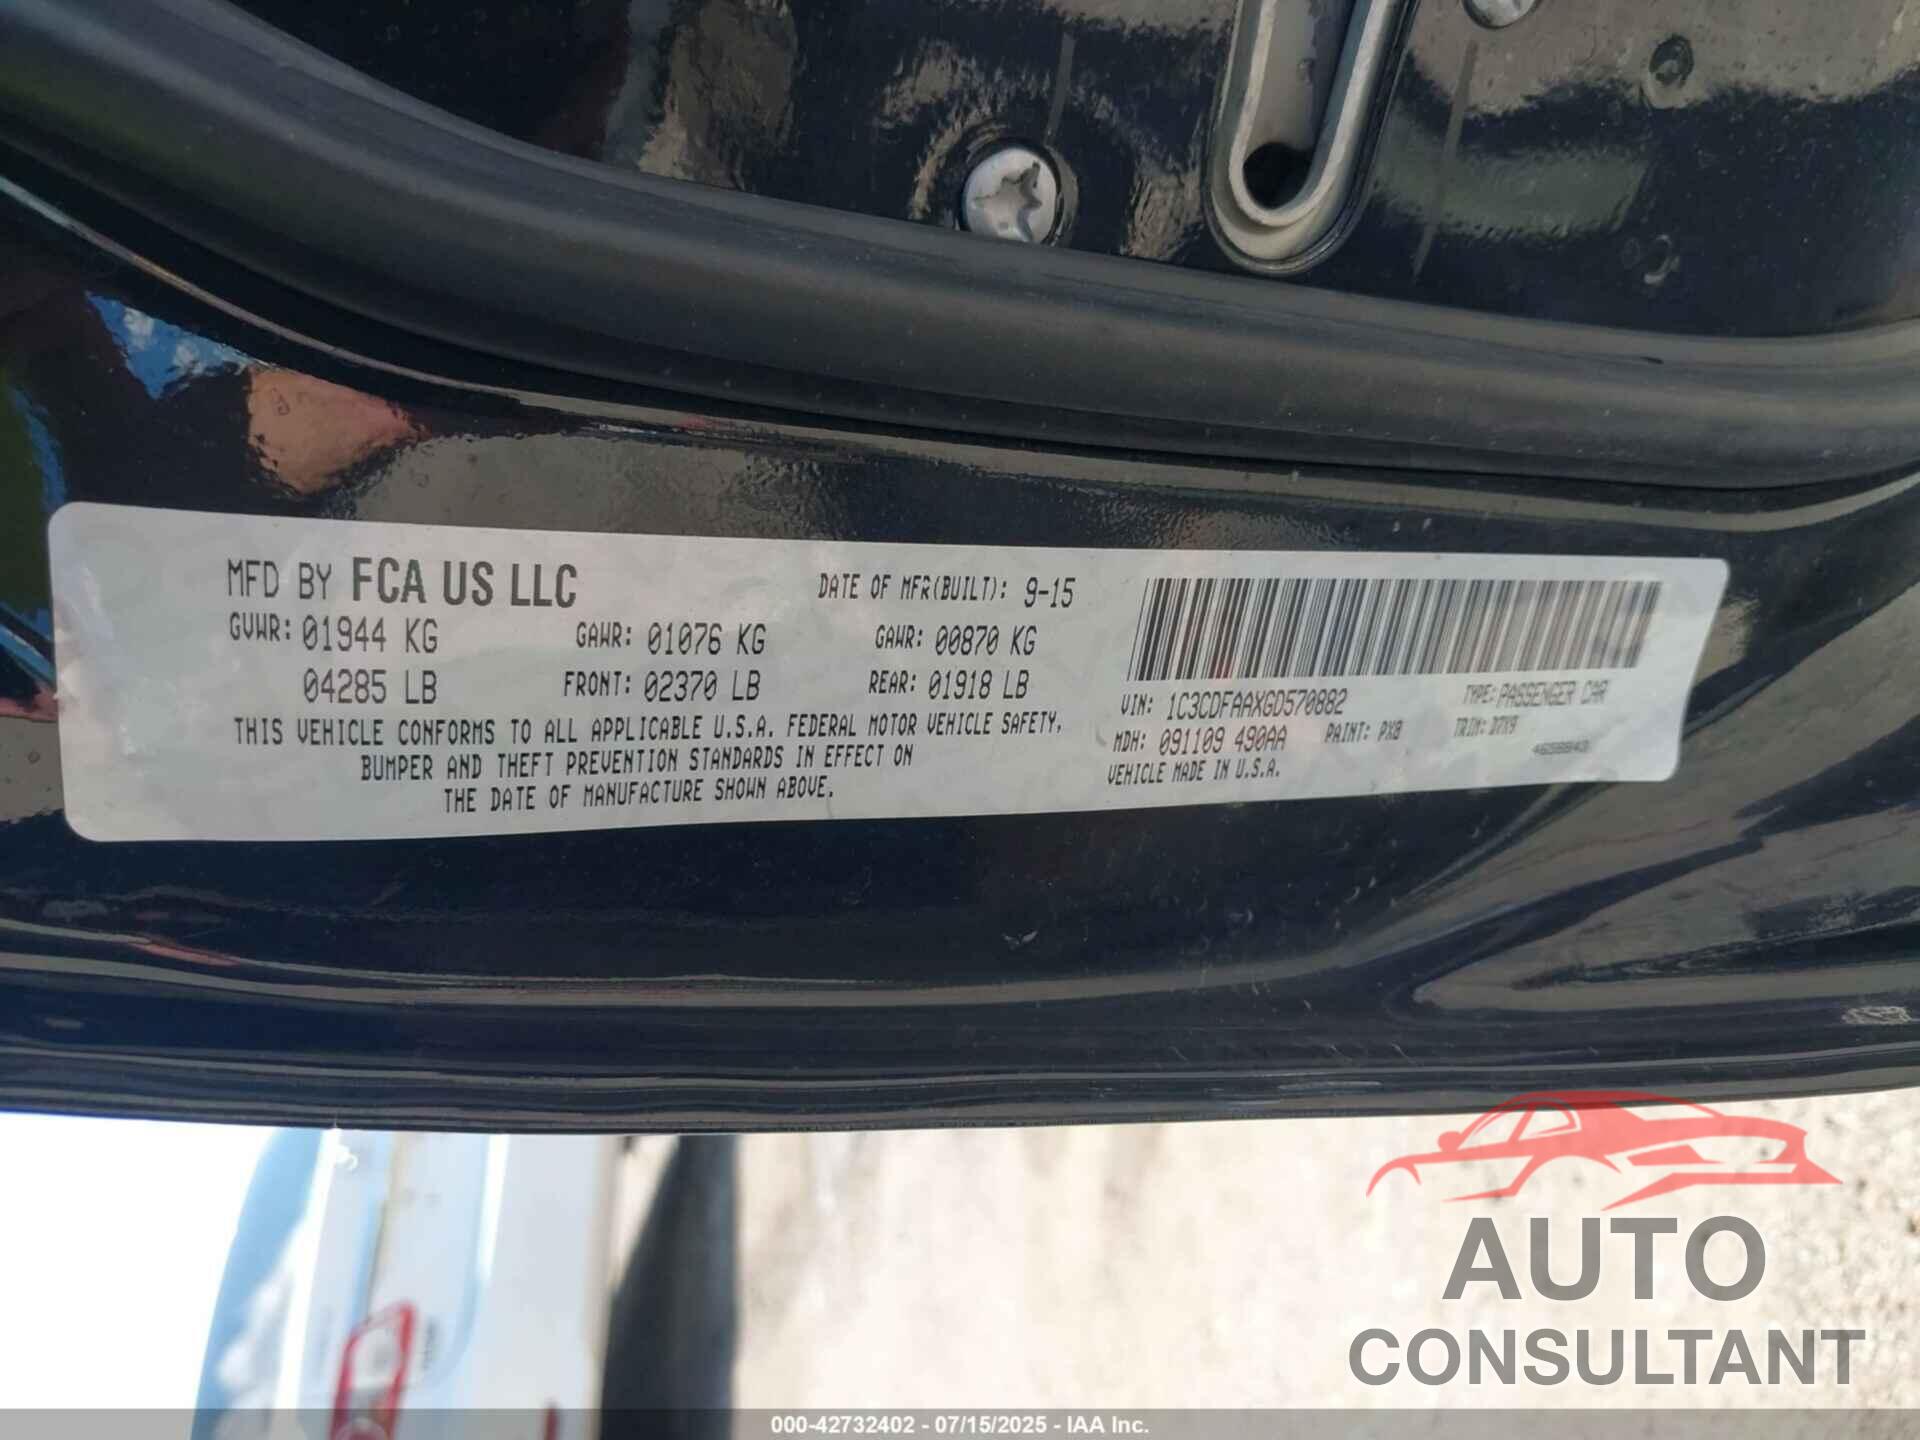 MFD BY FCA US LLC DATE OF MFR(BUILT): 9-15
GVWR: 01944 KG GAWR: 01076 KG GAWR: 00870 KG
04285 LB FRONT: 02370 LB REAR: 01918 LB
THIS VEHICLE CONFORMS TO ALL APPLICABLE U.S.A. FEDERAL MOTOR VEHICLE SAFETY,
BUMPER AND THEFT PREVENTION STANDARDS IN EFFECT ON
THE DATE OF MANUFACTURE SHOWN ABOVE.
VIN: 1C3CDFAAXGD570882 TYPE: PASSENGER CAR
MDH: 091109 490AA PAINT: PX8 TRIM: D7X9
VEHICLE MADE IN U.S.A.
AUTO
CONSULTANT
000-42732402 - 07/15/2025 - IAA Inc.